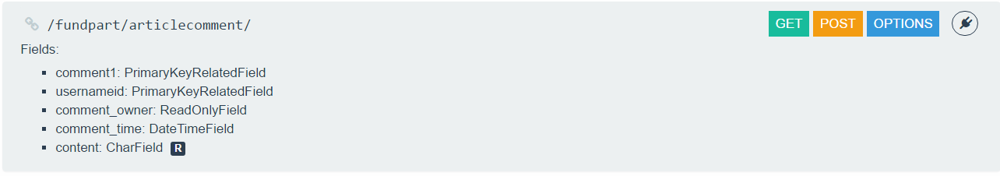 /fundpart/articlecomment/ GET POST OPTIONS
Fields:
comment1: PrimaryKeyRelatedField
usernameid: PrimaryKeyRelatedField
comment_owner: ReadOnlyField
comment_time: DateTimeField
content: CharField R